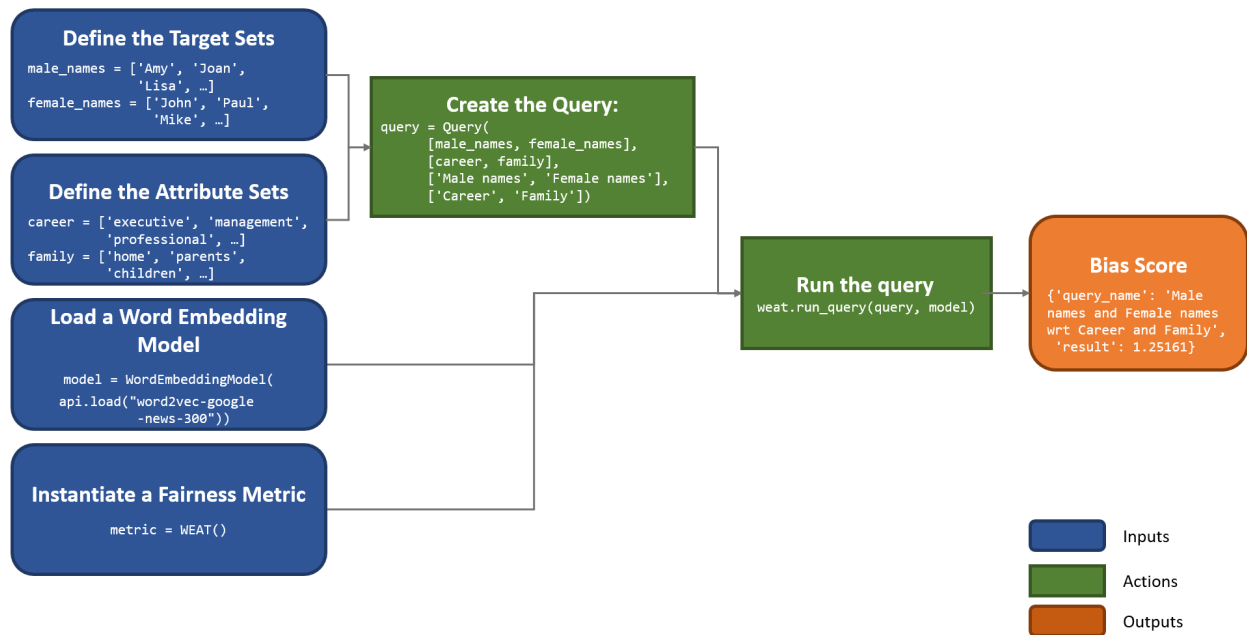 Define the Target Sets
male_names = ['Amy', 'Joan',
'Lisa', …]
female_names = ['John', 'Paul',
'Mike', …]
Define the Attribute Sets
career = ['executive', 'management',
'professional', …]
family = ['home', 'parents',
'children', …]
Load a Word Embedding
Model
model = WordEmbeddingModel(
api.load("word2vec-google
-news-300"))
Instantiate a Fairness Metric
metric = WEAT()
Create the Query:
query = Query(
[male_names, female_names],
[career, family],
['Male names', 'Female names'],
['Career', 'Family'])
Run the query
weat.run_query(query, model)
Bias Score
{'query_name': 'Male
names and Female names
wrt Career and Family',
'result': 1.25161}
Inputs
Actions
Outputs